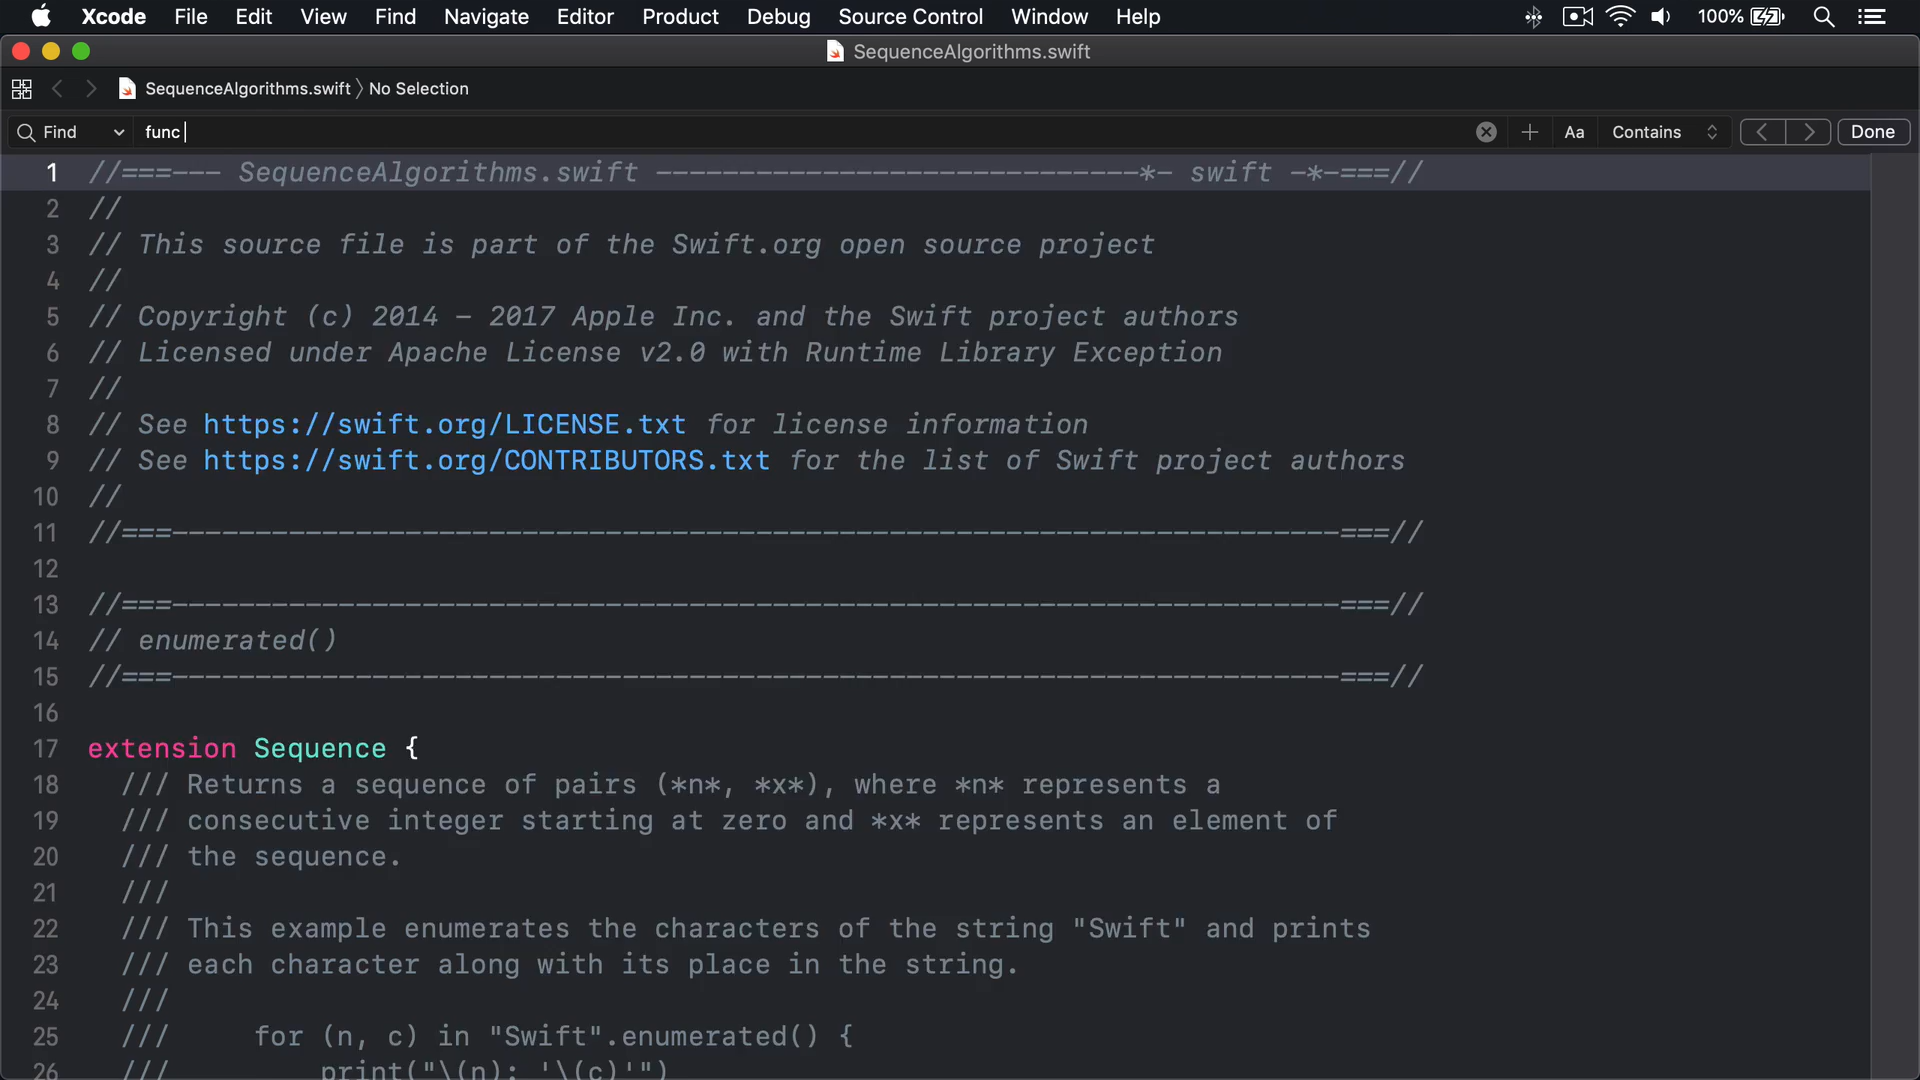 Xcode File Edit View Find Navigate Editor Product Debug Source Control Window Help 100%
SequenceAlgorithms.swift
SequenceAlgorithms.swift 〉 No Selection
Find func Aa Contains Done
1 //===--- SequenceAlgorithms.swift -----------------------------*- swift -*-===//
2 //
3 // This source file is part of the Swift.org open source project
4 //
5 // Copyright (c) 2014 - 2017 Apple Inc. and the Swift project authors
6 // Licensed under Apache License v2.0 with Runtime Library Exception
7 //
8 // See https://swift.org/LICENSE.txt for license information
9 // See https://swift.org/CONTRIBUTORS.txt for the list of Swift project authors
10 //
11 //===----------------------------------------------------------------------===//
12
13 //===----------------------------------------------------------------------===//
14 // enumerated()
15 //===----------------------------------------------------------------------===//
16
17 extension Sequence {
18 /// Returns a sequence of pairs (*n*, *x*), where *n* represents a
19 /// consecutive integer starting at zero and *x* represents an element of
20 /// the sequence.
21 ///
22 /// This example enumerates the characters of the string "Swift" and prints
23 /// each character along with its place in the string.
24 ///
25 /// for (n, c) in "Swift".enumerated() {
26 /// print("\(n): '\(c)'")